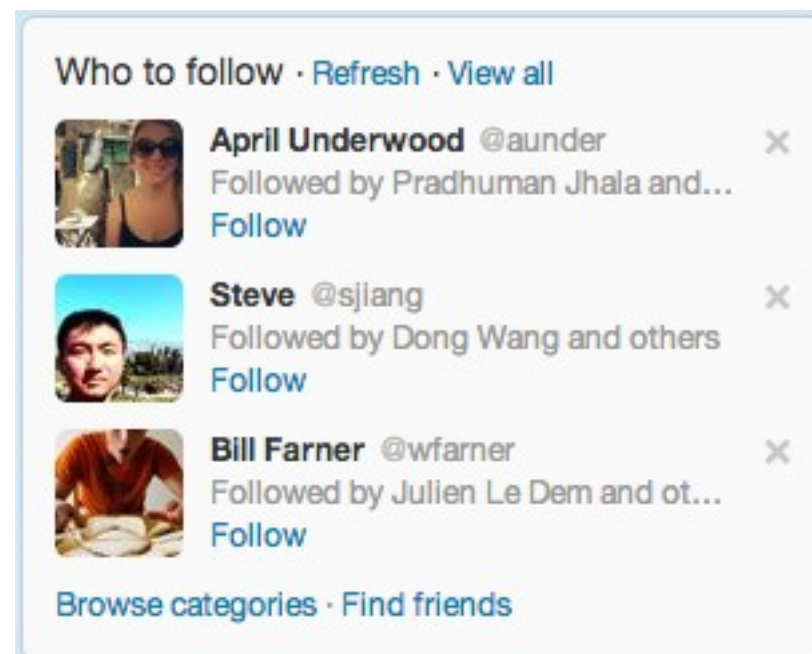 Who to follow · Refresh · View all
April Underwood @aunder
Followed by Pradhuman Jhala and...
Follow
Steve @sjiang
Followed by Dong Wang and others
Follow
Bill Farner @wfarner
Followed by Julien Le Dem and ot...
Follow
Browse categories · Find friends